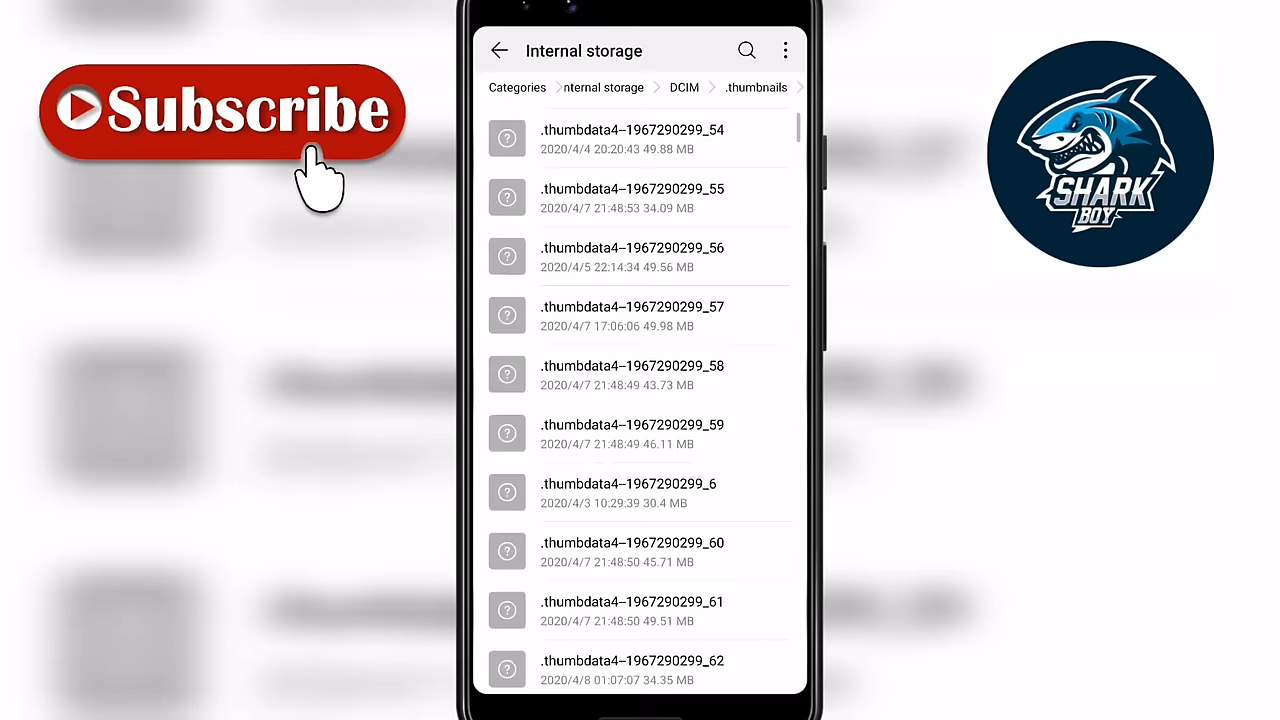 Subscribe
Internal storage
Categories
nternal storage
DCIM
.thumbnails
.thumbdata4--1967290299_54
2020/4/4 20:20:43 49.88 MB
.thumbdata4--1967290299_55
2020/4/7 21:48:53 34.09 MB
.thumbdata4--1967290299_56
2020/4/5 22:14:34 49.56 MB
.thumbdata4--1967290299_57
2020/4/7 17:06:06 49.98 MB
.thumbdata4--1967290299_58
2020/4/7 21:48:49 43.73 MB
.thumbdata4--1967290299_59
2020/4/7 21:48:49 46.11 MB
.thumbdata4--1967290299_6
2020/4/3 10:29:39 30.4 MB
.thumbdata4--1967290299_60
2020/4/7 21:48:50 45.71 MB
.thumbdata4--1967290299_61
2020/4/7 21:48:50 49.51 MB
.thumbdata4--1967290299_62
2020/4/8 01:07:07 34.35 MB
SHARK
BOY